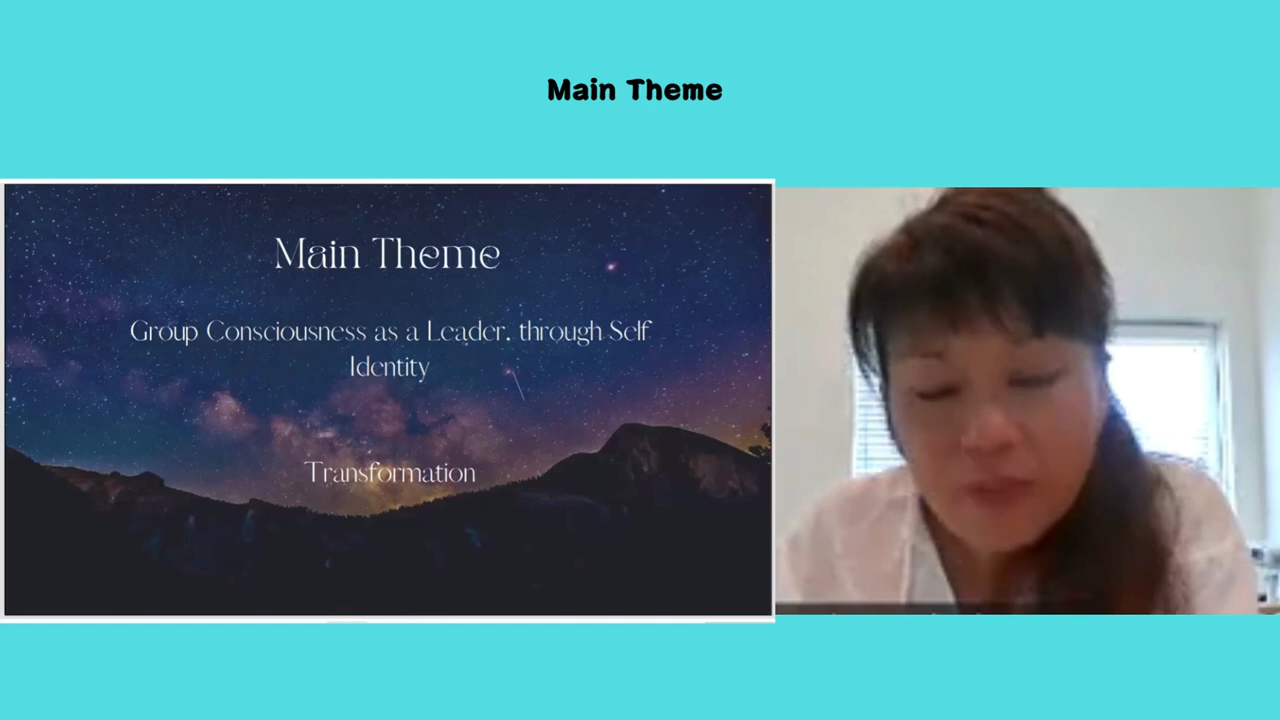 Main Theme
Main Theme
Group Consciousness as a Leader, through Self
Identity
Transformation